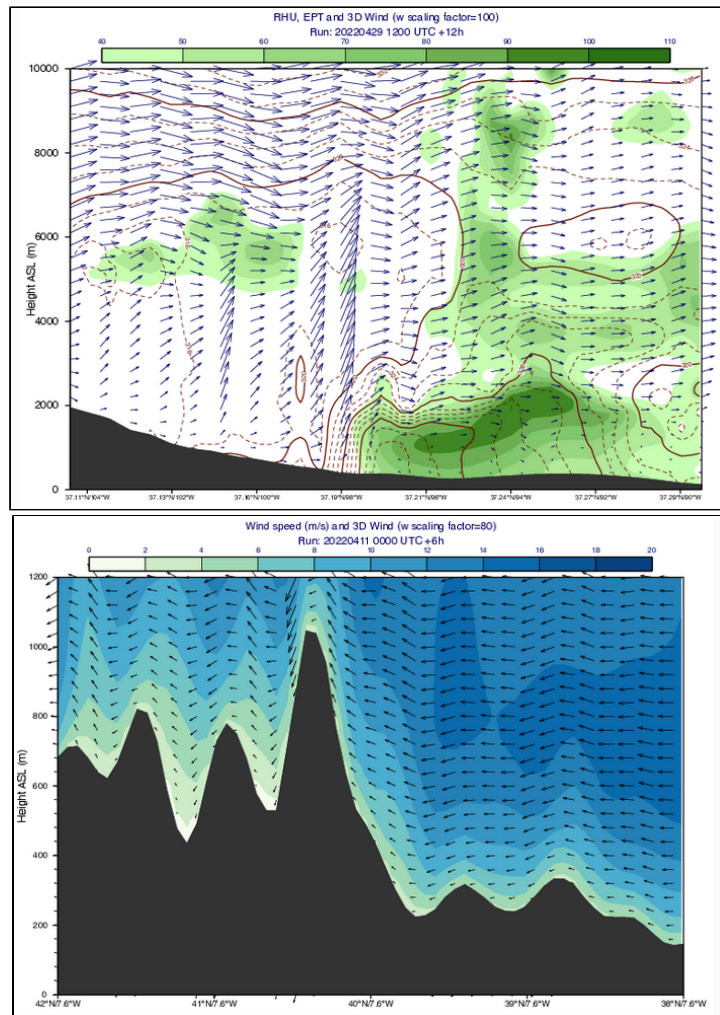 RHU, EPT and 3D Wind (w scaling factor=100)
Run: 20220429 1200 UTC +12h
40 50 60 70 80 90 100 110
10000
8000
6000
4000
2000
0
Height ASL (m)
316
316
320
320
320
37.11°N/104°W 37.13°N/102°W 37.16°N/100°W 37.19°N/98°W 37.21°N/96°W 37.24°N/94°W 37.27°N/92°W 37.29°N/90°W
Wind speed (m/s) and 3D Wind (w scaling factor=80)
Run: 20220411 0000 UTC +6h
0 2 4 6 8 10 12 14 16 18 20
1200
1000
800
600
400
200
0
Height ASL (m)
42°N/7.6°W 41°N/7.6°W 40°N/7.6°W 39°N/7.6°W 38°N/7.6°W